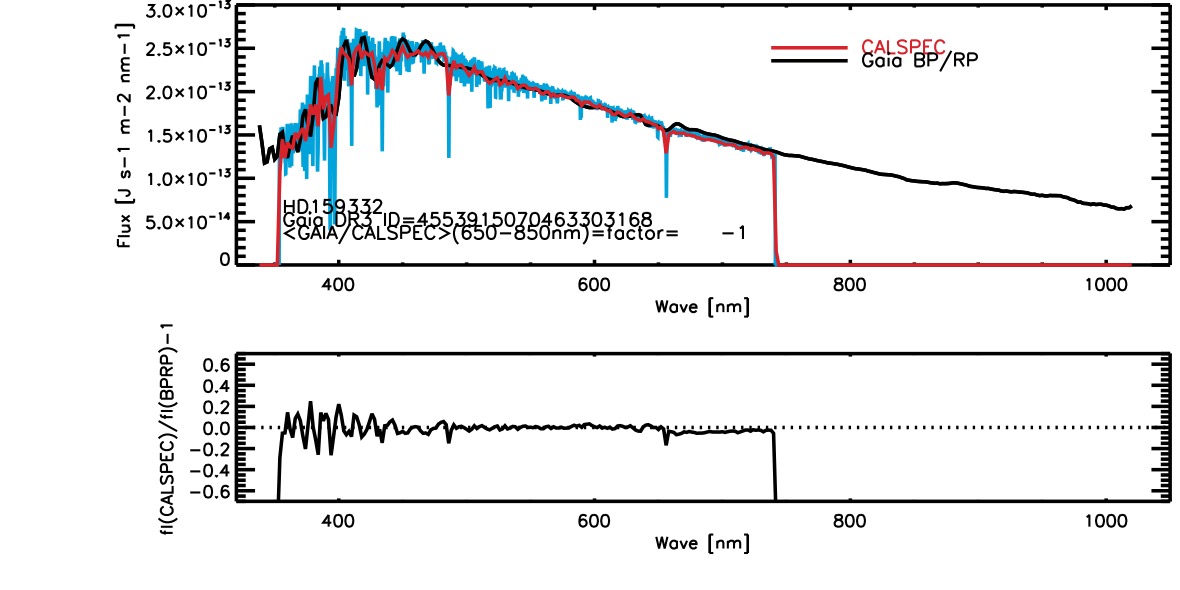 3.0×10−13
2.5×10−13
2.0×10−13
1.5×10−13
1.0×10−13
5.0×10−14
0
Flux [J s−1 m−2 nm−1]
CALSPEC
Gaia BP/RP
HD159332
Gaia DR3 ID=4553915070463303168
<GAIA/CALSPEC>(650−850nm)=factor= −1
400 600 800 1000
Wave [nm]
fl(CALSPEC)/fl(BPRP)−1
0.6
0.4
0.2
0.0
−0.2
−0.4
−0.6
400 600 800 1000
Wave [nm]